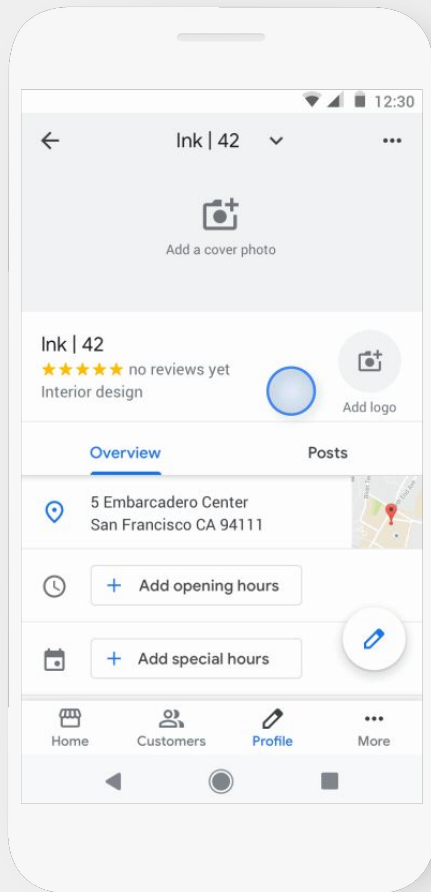 12:30
Ink | 42
Add a cover photo
Ink | 42
no reviews yet
Interior design
Add logo
Overview
Posts
5 Embarcadero Center
San Francisco CA 94111
+ Add opening hours
+ Add special hours
Home
Customers
Profile
More